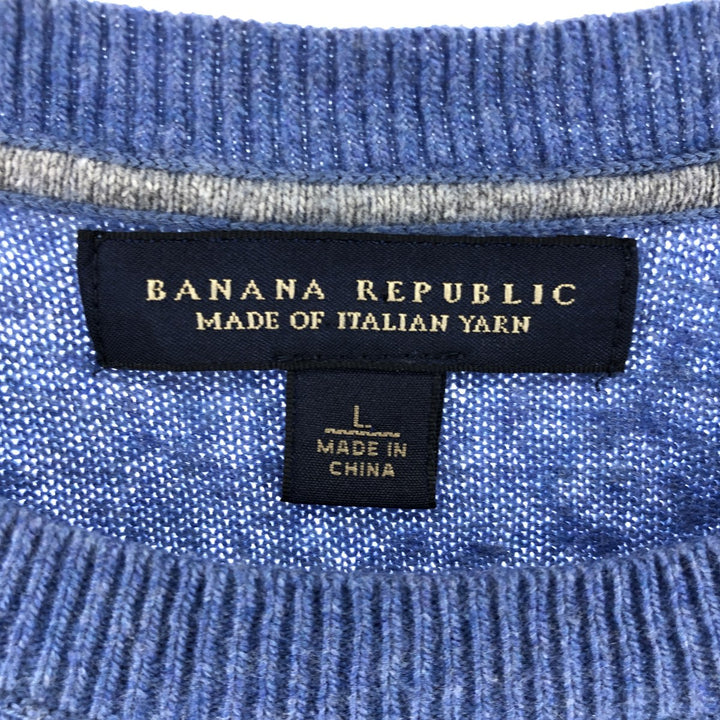 BANANA REPUBLIC
MADE OF ITALIAN YARN
L
MADE IN
CHINA